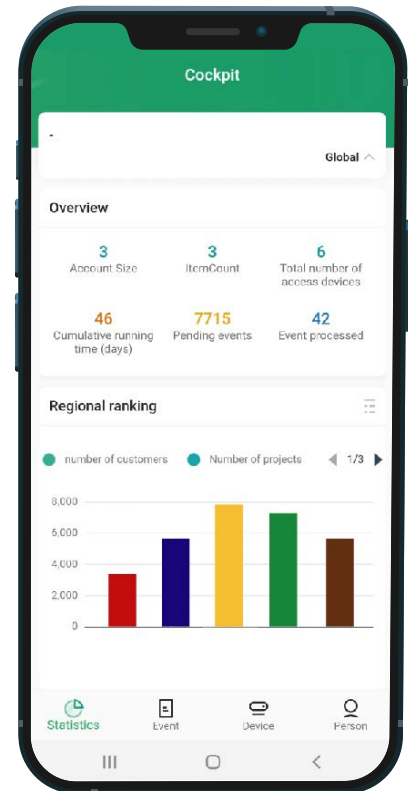 Cockpit
-
Global
Overview
3 3 6
Account Size ItemCount Total number of
access devices
46 7715 42
Cumulative running Pending events Event processed
time (days)
Regional ranking
number of customers Number of projects 1/3
8,000
6,000
4,000
2,000
0
Statistics Event Device Person